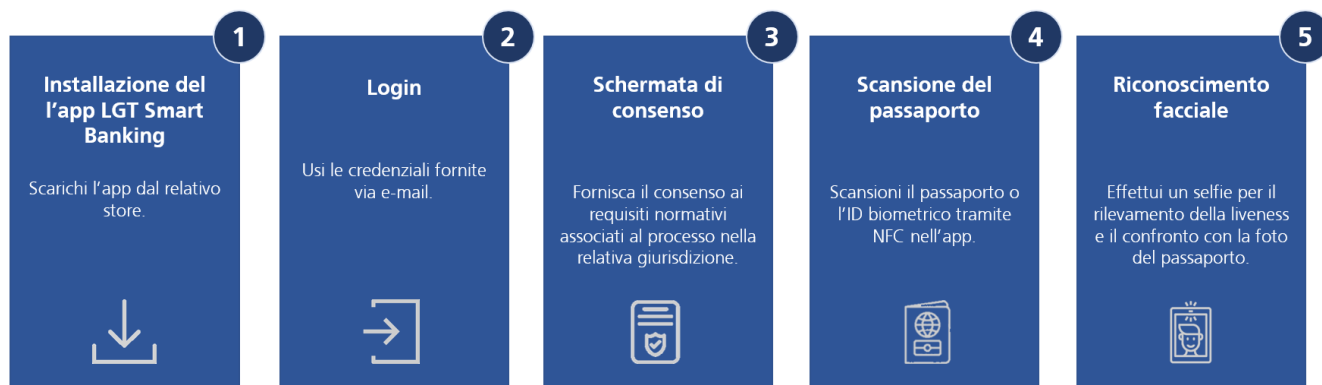 1
Installazione del
l'app LGT Smart
Banking
Scarichi l'app dal relativo
store.
2
Login
Usi le credenziali fornite
via e-mail.
3
Schermata di
consenso
Fornisca il consenso ai
requisiti normativi
associati al processo nella
relativa giurisdizione.
4
Scansione del
passaporto
Scansioni il passaporto o
l'ID biometrico tramite
NFC nell'app.
5
Riconoscimento
facciale
Effettui un selfie per il
rilevamento della liveness
e il confronto con la foto
del passaporto.